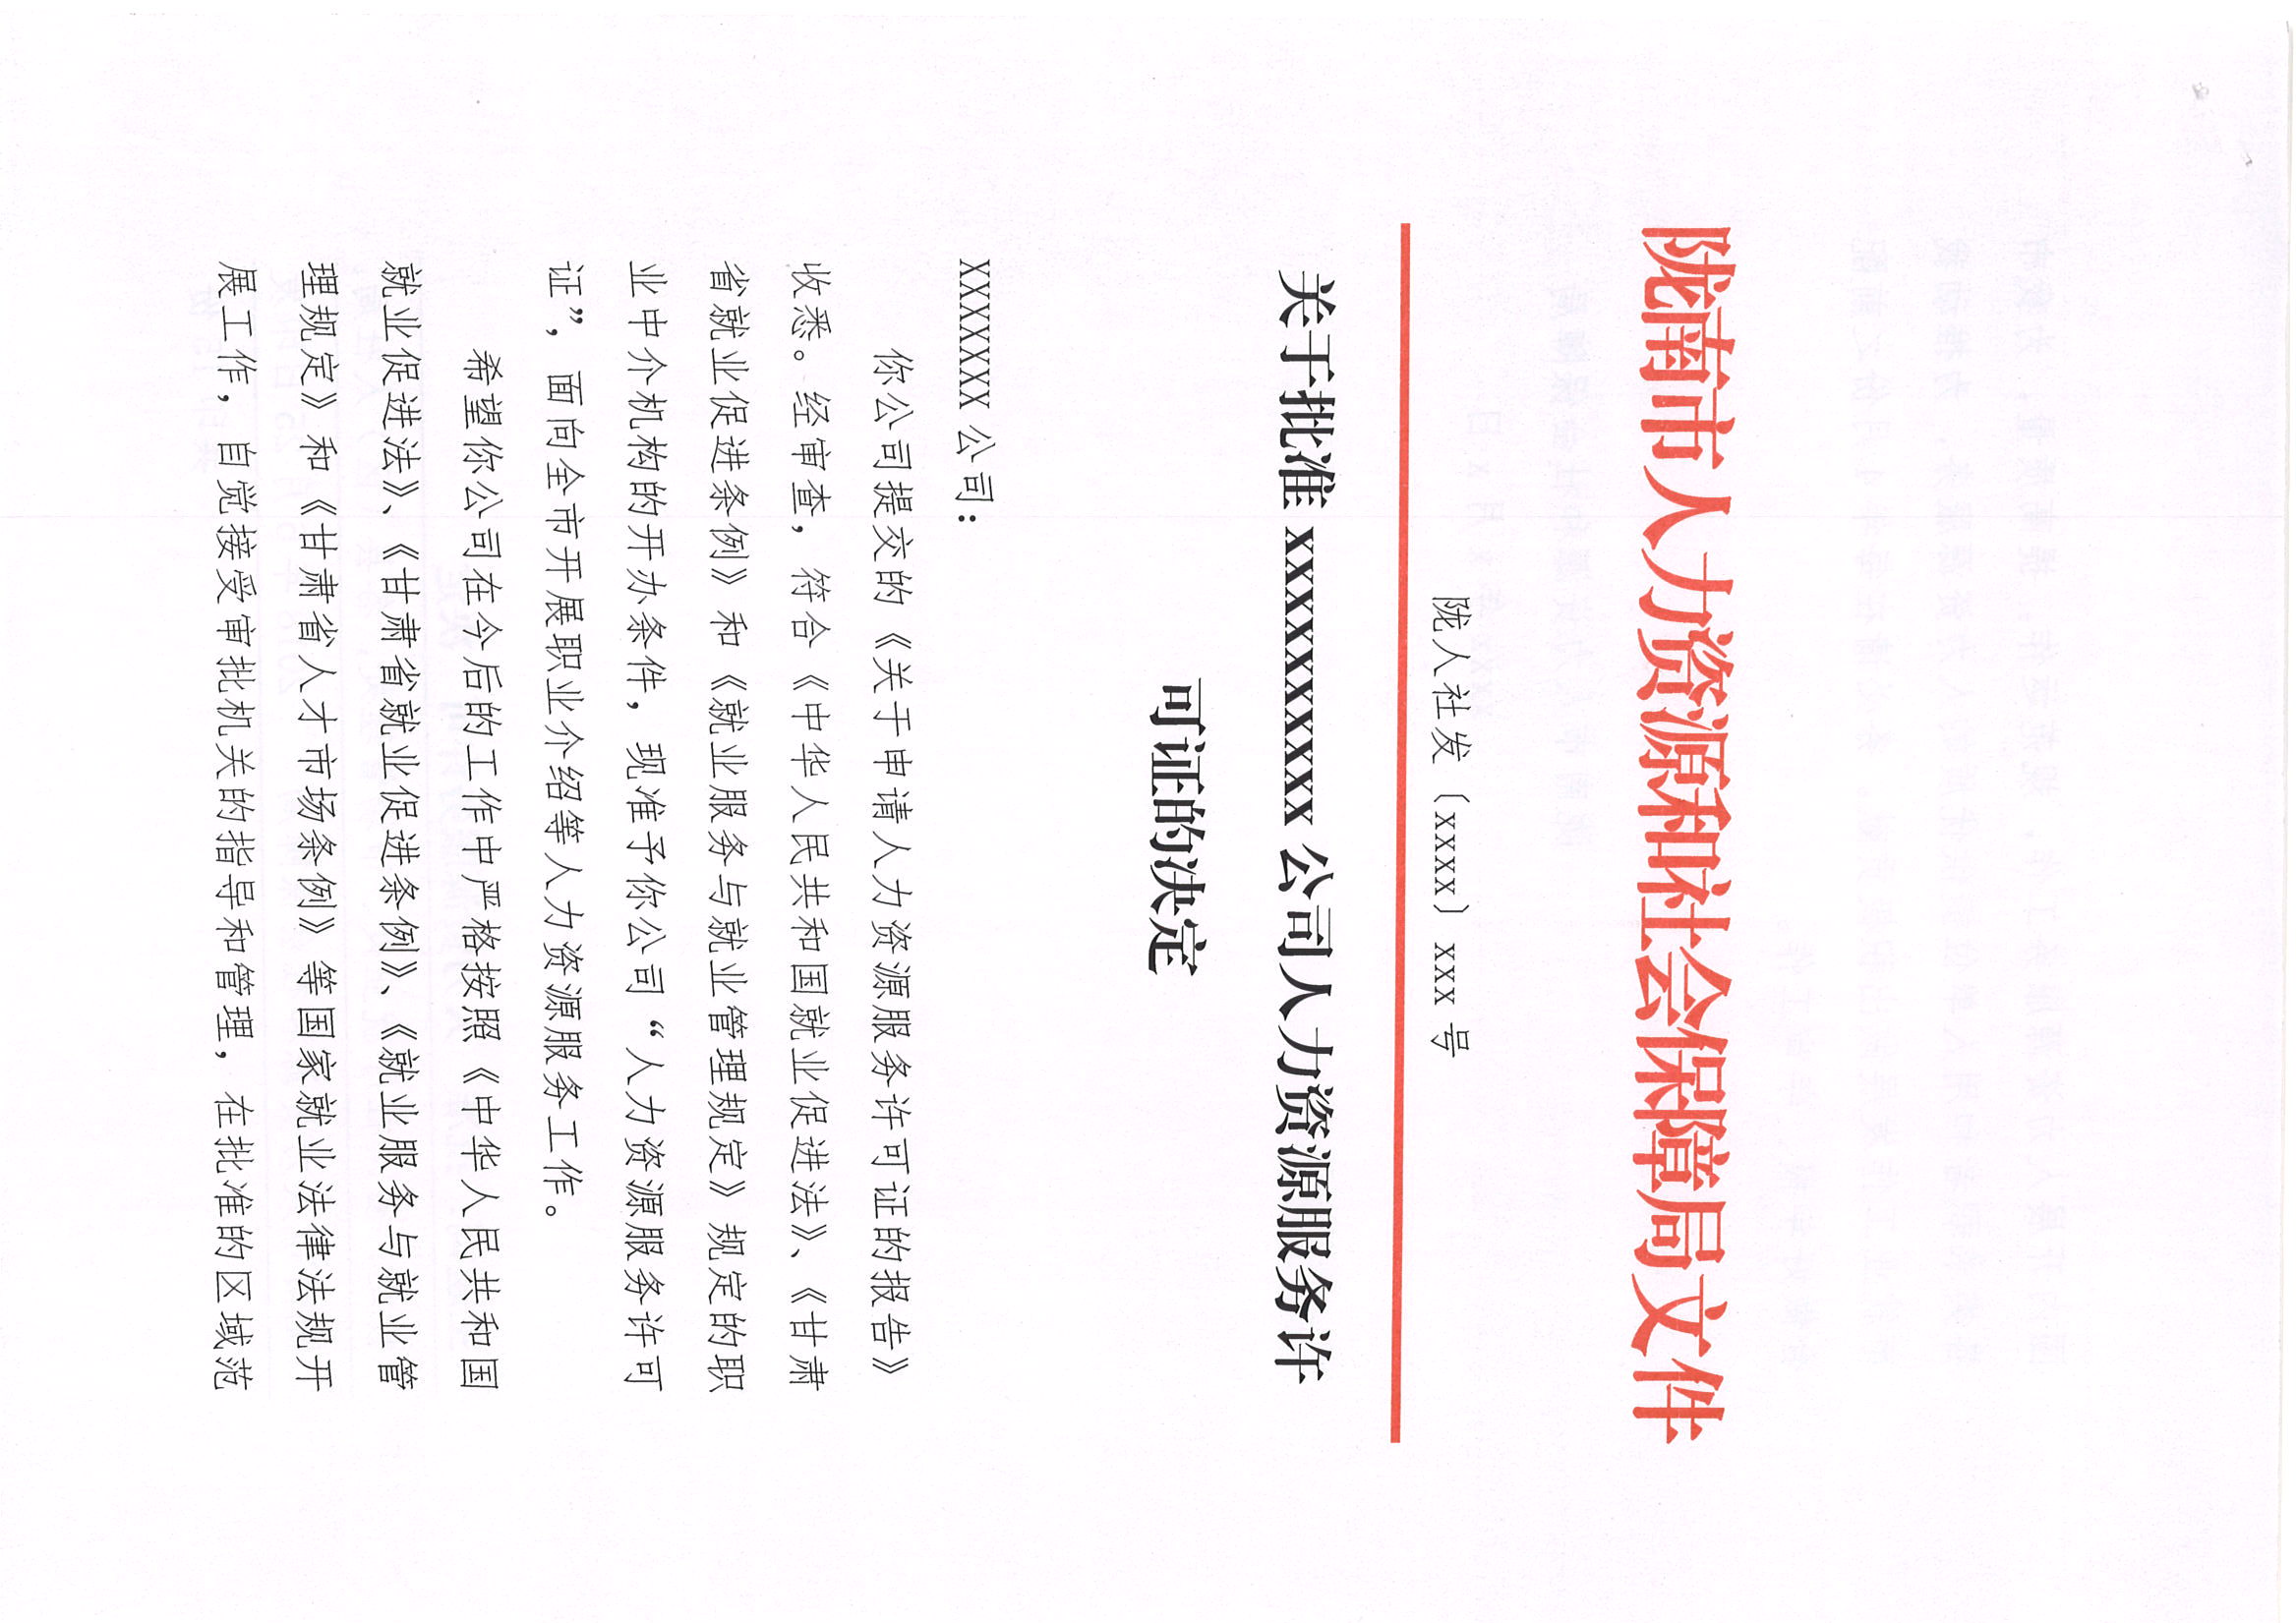 陇南市人力资源和社会保障局文件
陇人社发〔xxxx〕xxx 号
关于批准 xxxxxxxxxx 公司人力资源服务许
可证的决定
XXXXXXX 公司：
你公司提交的《关于申请人力资源服务许可证的报告》
收悉。经审查，符合《中华人民共和国就业促进法》、《甘肃
省就业促进条例》和《就业服务与就业管理规定》规定的职
业中介机构的开办条件，现准予你公司“人力资源服务许可
证”，面向全市开展职业介绍等人力资源服务工作。
希望你公司在今后的工作中严格按照《中华人民共和国
就业促进法》、《甘肃省就业促进条例》、《就业服务与就业管
理规定》和《甘肃省人才市场条例》等国家就业法律法规开
展工作，自觉接受审批机关的指导和管理，在批准的区域范